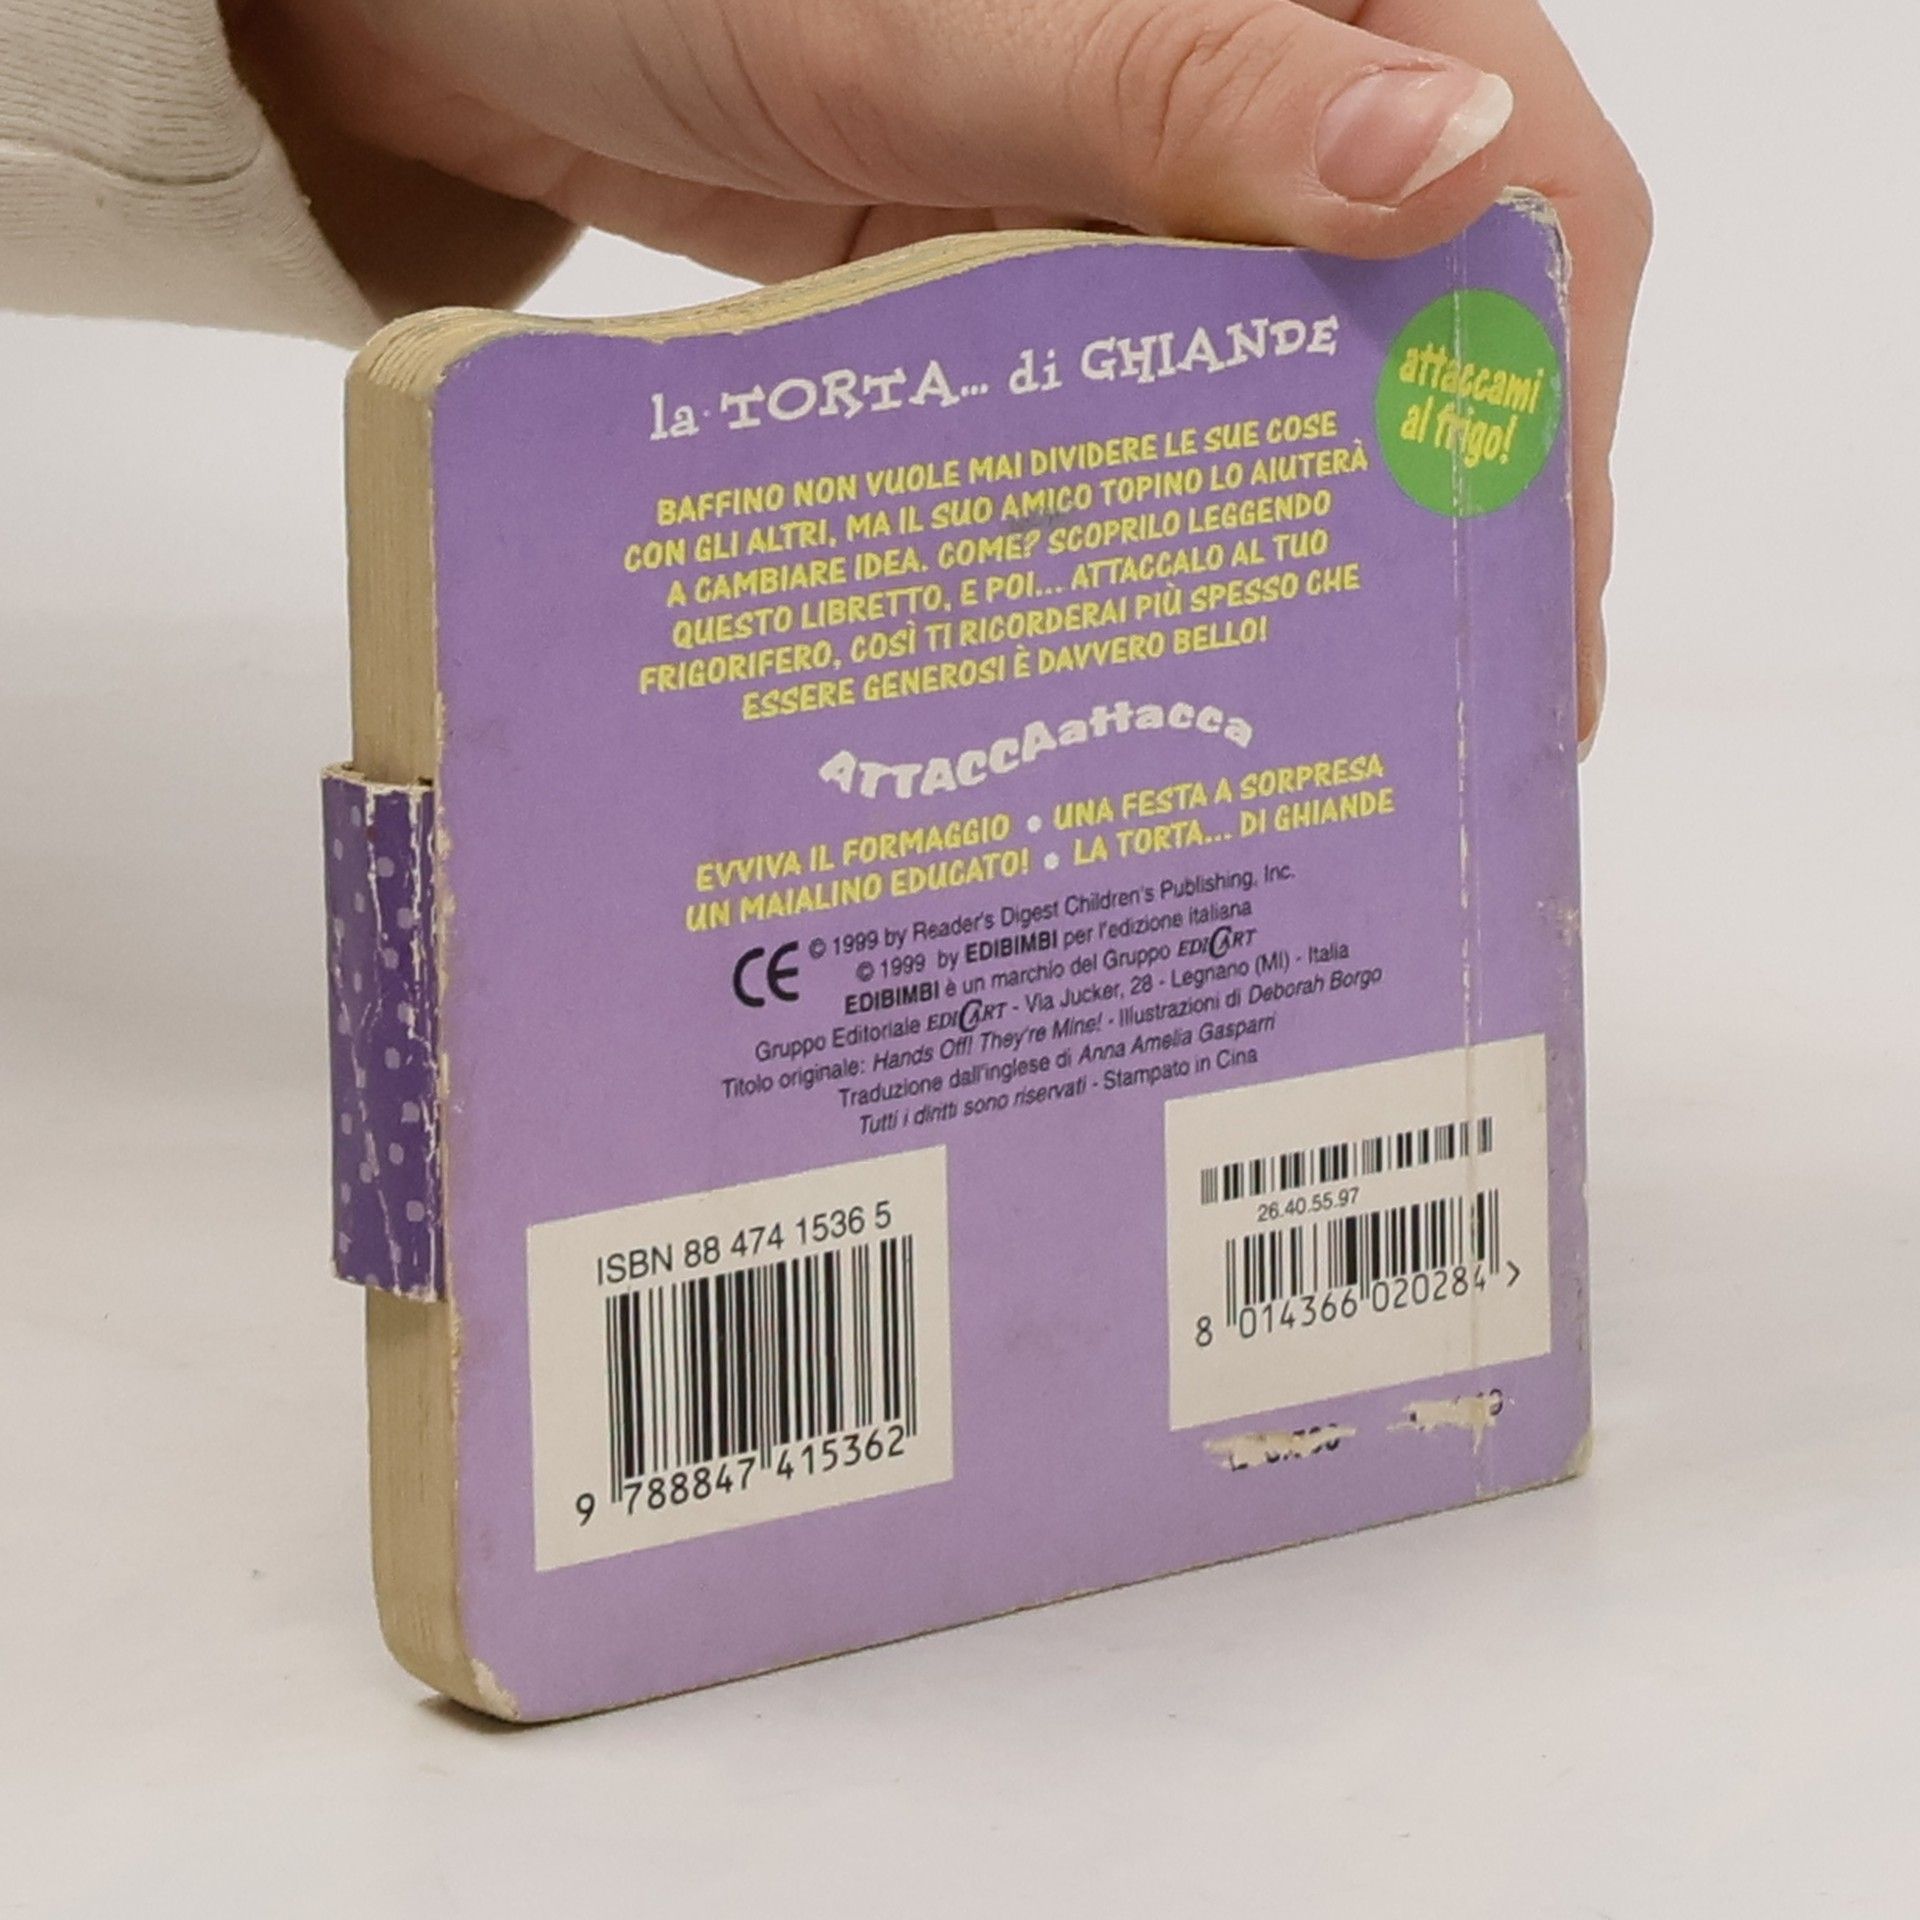 la TORTA... di GHIANDE
attaccami
al frigo!
BAFFINO NON VUOLE MAI DIVIDERE LE SUE COSE
CON GLI ALTRI, MA IL SUO AMICO TOPINO LO AIUTERÀ
A CAMBIARE IDEA. COME? SCOPRILO LEGGENDO
QUESTO LIBRETTO, E POI... ATTACCALO AL TUO
FRIGORIFERO, COSÌ TI RICORDERAI PIÙ SPESSO CHE
ESSERE GENEROSI È DAVVERO BELLO!
ATTACCAattacca
EVVIVA IL FORMAGGIO • UNA FESTA A SORPRESA
UN MAIALINO EDUCATO! • LA TORTA... DI GHIANDE
CE © 1999 by Reader's Digest Children's Publishing, Inc.
© 1999 by EDIBIMBI per l'edizione italiana
EDIBIMBI è un marchio del Gruppo EDICART
Gruppo Editoriale EDICART - Via Jucker, 28 - Legnano (MI) - Italia
Titolo originale: Hands Off! They're Mine! - Illustrazioni di Deborah Borgo
Traduzione dall'inglese di Anna Amelia Gasparri
Tutti i diritti sono riservati - Stampato in Cina
ISBN 88 474 1536 5
9 788847 415362
26.40.55.97
8 014366 020284 >